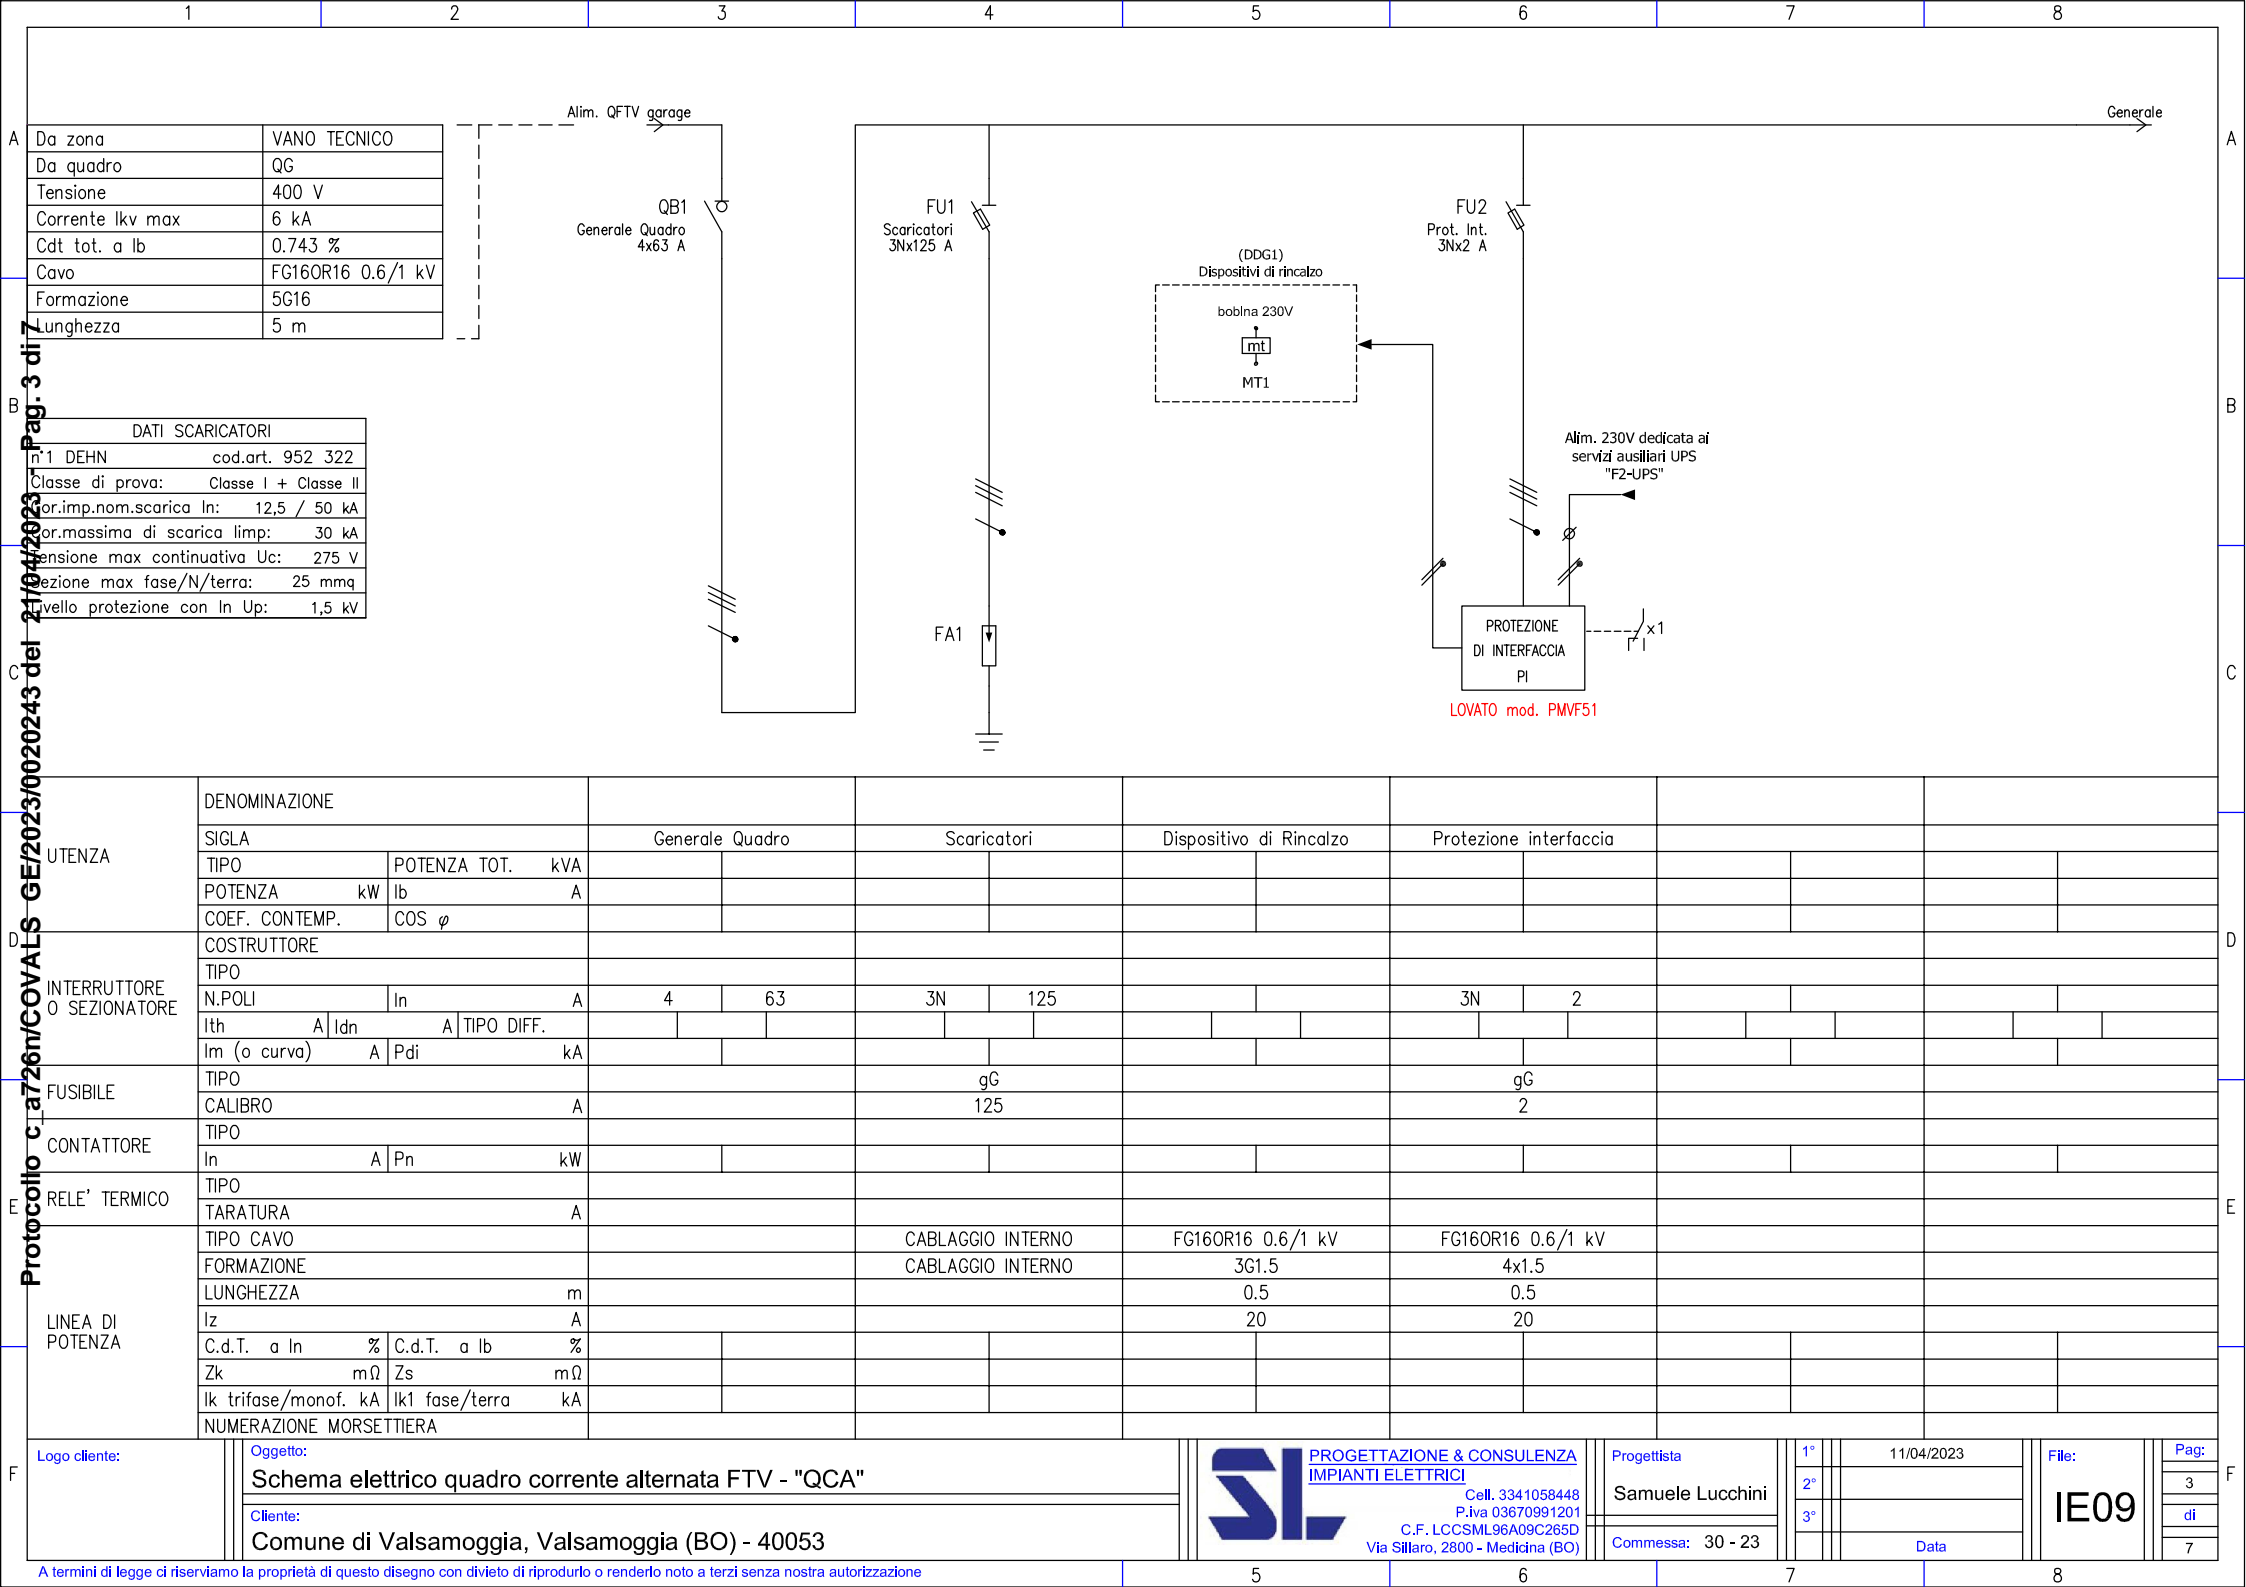 1 2 3 4 5 6 7 8
A A
B B
C C
D D
E E
F F
Alim. QFTV garage
Generale
Da zona VANO TECNICO
Da quadro QG
Tensione 400 V
Corrente Ikv max 6 kA
Cdt tot. a Ib 0.743 %
Cavo FG16OR16 0.6/1 kV
Formazione 5G16
Lunghezza 5 m
QB1
Generale Quadro
4x63 A
FU1
Scaricatori
3Nx125 A
FU2
Prot. Int.
3Nx2 A
(DDG1)
Dispositivi di rincalzo
bobina 230V
mt
MT1
Alim. 230V dedicata ai
servizi ausiliari UPS
"F2-UPS"
DATI SCARICATORI
n°1 DEHN cod.art. 952 322
Classe di prova: Classe I + Classe II
Cor.imp.nom.scarica In: 12,5 / 50 kA
Cor.massima di scarica Iimp: 30 kA
Tensione max continuativa Uc: 275 V
Sezione max fase/N/terra: 25 mmq
Livello protezione con In Up: 1,5 kV
FA1
PROTEZIONE
DI INTERFACCIA
PI
x1
LOVATO mod. PMVF51
Protocollo c_a726n/COVALS GE/2023/0020243 del 21/04/2023 - Pag. 3 di 7
UTENZA
DENOMINAZIONE
SIGLA Generale Quadro Scaricatori Dispositivo di Rincalzo Protezione interfaccia
TIPO POTENZA TOT. kVA
POTENZA kW Ib A
COEF. CONTEMP. COS φ
INTERRUTTORE
O SEZIONATORE
COSTRUTTORE
TIPO
N.POLI In A 4 63 3N 125 3N 2
Ith A Idn A TIPO DIFF.
Im (o curva) A Pdi kA
FUSIBILE
TIPO gG gG
CALIBRO A 125 2
CONTATTORE
TIPO
In A Pn kW
RELE' TERMICO
TIPO
TARATURA A
LINEA DI
POTENZA
TIPO CAVO CABLAGGIO INTERNO FG16OR16 0.6/1 kV FG16OR16 0.6/1 kV
FORMAZIONE CABLAGGIO INTERNO 3G1.5 4x1.5
LUNGHEZZA m 0.5 0.5
Iz A 20 20
C.d.T. a In % C.d.T. a Ib %
Zk mΩ Zs mΩ
Ik trifase/monof. kA Ik1 fase/terra kA
NUMERAZIONE MORSETTIERA
Logo cliente:
Oggetto:
Schema elettrico quadro corrente alternata FTV - "QCA"
Cliente:
Comune di Valsamoggia, Valsamoggia (BO) - 40053
SL
PROGETTAZIONE & CONSULENZA
IMPIANTI ELETTRICI
Cell. 3341058448
P.iva 03670991201
C.F. LCCSML96A09C265D
Via Sillaro, 2800 - Medicina (BO)
Progettista
Samuele Lucchini
Commessa: 30 - 23
1° 11/04/2023
2°
3°
Data
File:
IE09
Pag:
3
di
7
A termini di legge ci riserviamo la proprietà di questo disegno con divieto di riprodurlo o renderlo noto a terzi senza nostra autorizzazione
5 6 7 8